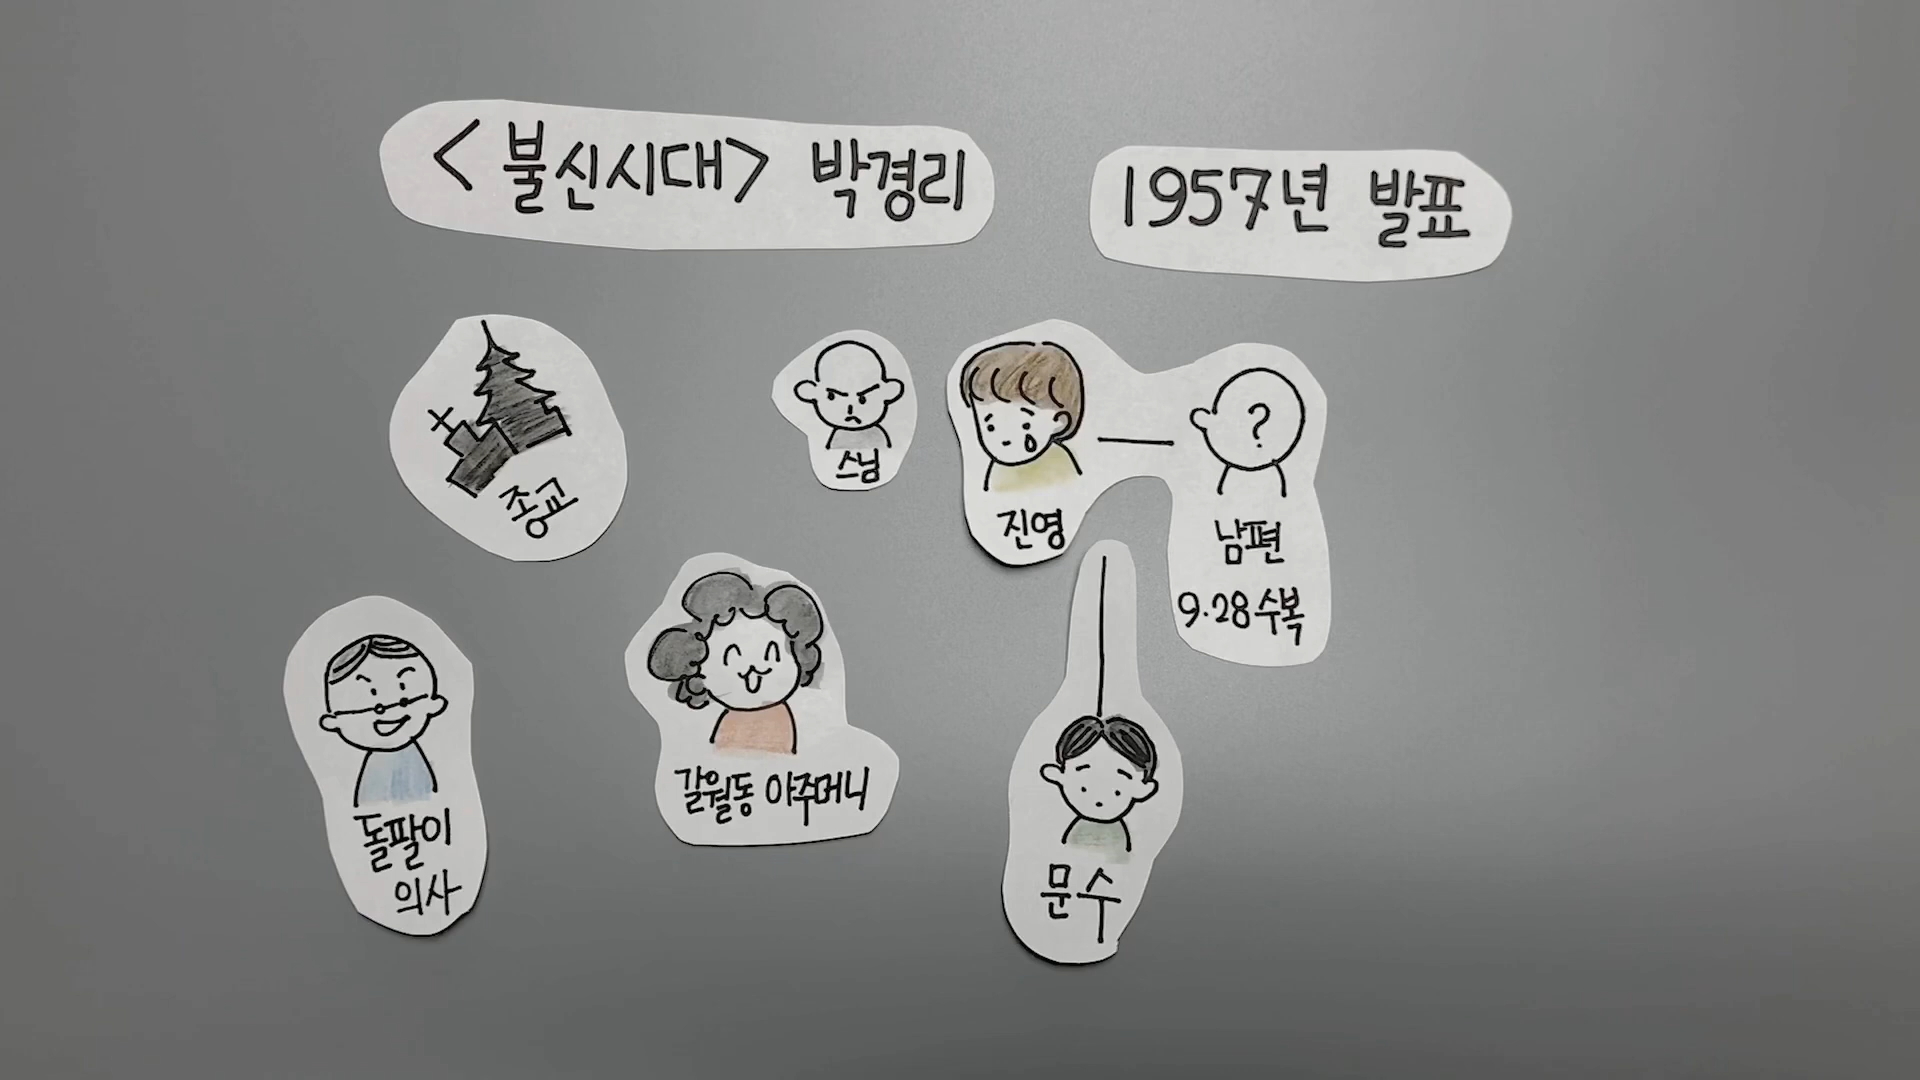 <불신시대> 박경리
1957년 발표
종교
스님
진영
?
남편
9.28 수복
갈월동 아주머니
돌팔이
의사
문수